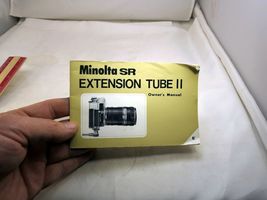 Minolta SR
EXTENSION TUBE II
Owner's Manual